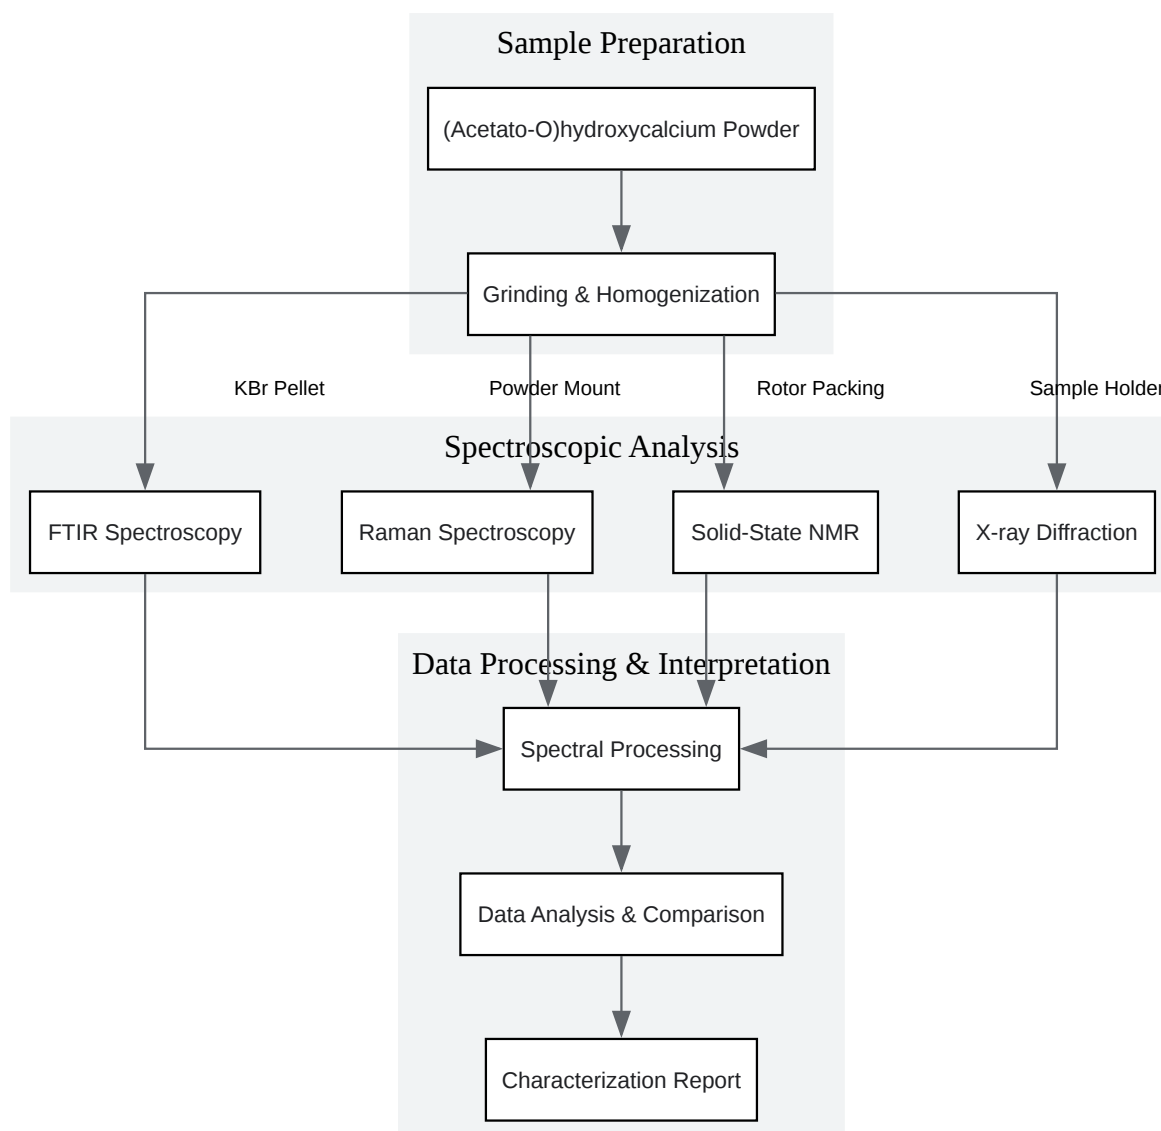 Sample Preparation
(Acetato-O)hydroxycalcium Powder
Grinding & Homogenization
KBr Pellet
Powder Mount
Rotor Packing
Sample Holder
Spectroscopic Analysis
FTIR Spectroscopy
Raman Spectroscopy
Solid-State NMR
X-ray Diffraction
Data Processing & Interpretation
Spectral Processing
Data Analysis & Comparison
Characterization Report